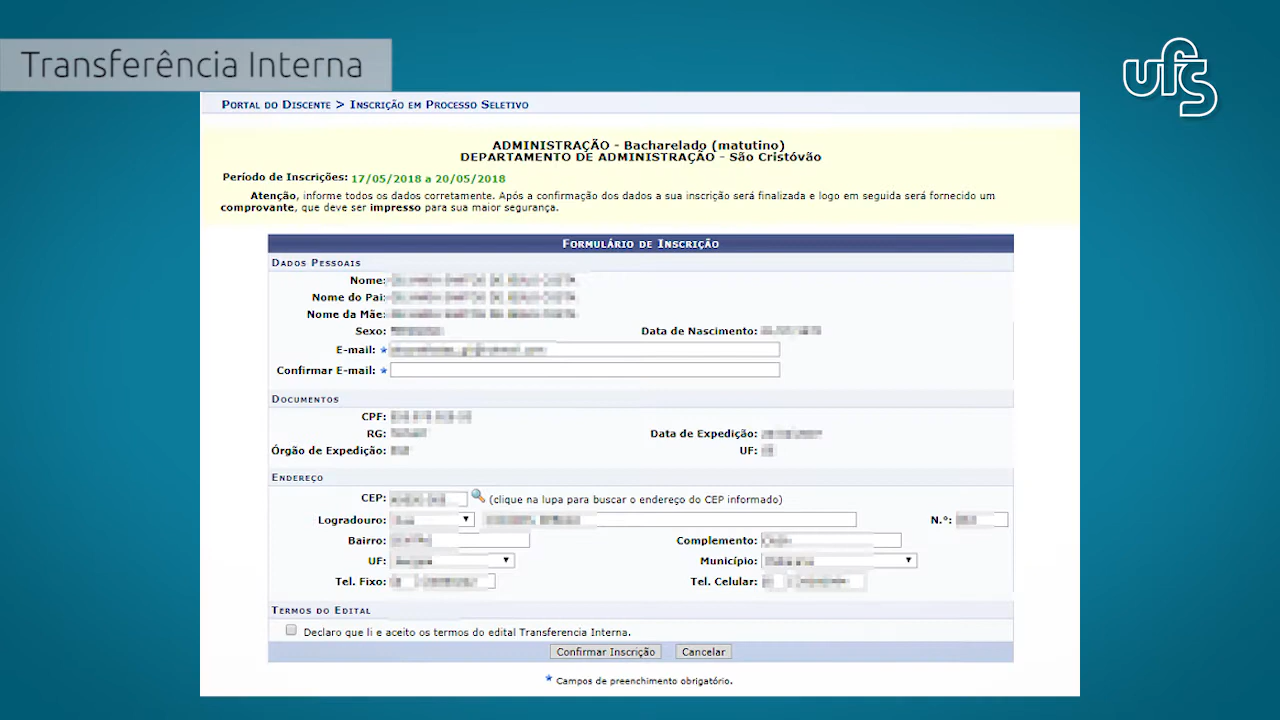 Transferência Interna
ufs
Portal do Discente > Inscrição em Processo Seletivo
ADMINISTRAÇÃO - Bacharelado (matutino)
DEPARTAMENTO DE ADMINISTRAÇÃO - São Cristóvão
Período de Inscrições: 17/05/2018 a 20/05/2018
Atenção, informe todos os dados corretamente. Após a confirmação dos dados a sua inscrição será finalizada e logo em seguida será fornecido um
comprovante, que deve ser impresso para sua maior segurança.
Formulário de Inscrição
Dados Pessoais
Nome:
Nome do Pai:
Nome da Mãe:
Sexo: Data de Nascimento:
E-mail: ★
Confirmar E-mail: ★
Documentos
CPF:
RG: Data de Expedição:
Órgão de Expedição: UF:
Endereço
CEP: (clique na lupa para buscar o endereço do CEP informado)
Logradouro: N.°:
Bairro: Complemento:
UF: Município:
Tel. Fixo: Tel. Celular:
Termos do Edital
Declaro que li e aceito os termos do edital Transferencia Interna.
Confirmar Inscrição Cancelar
★ Campos de preenchimento obrigatório.